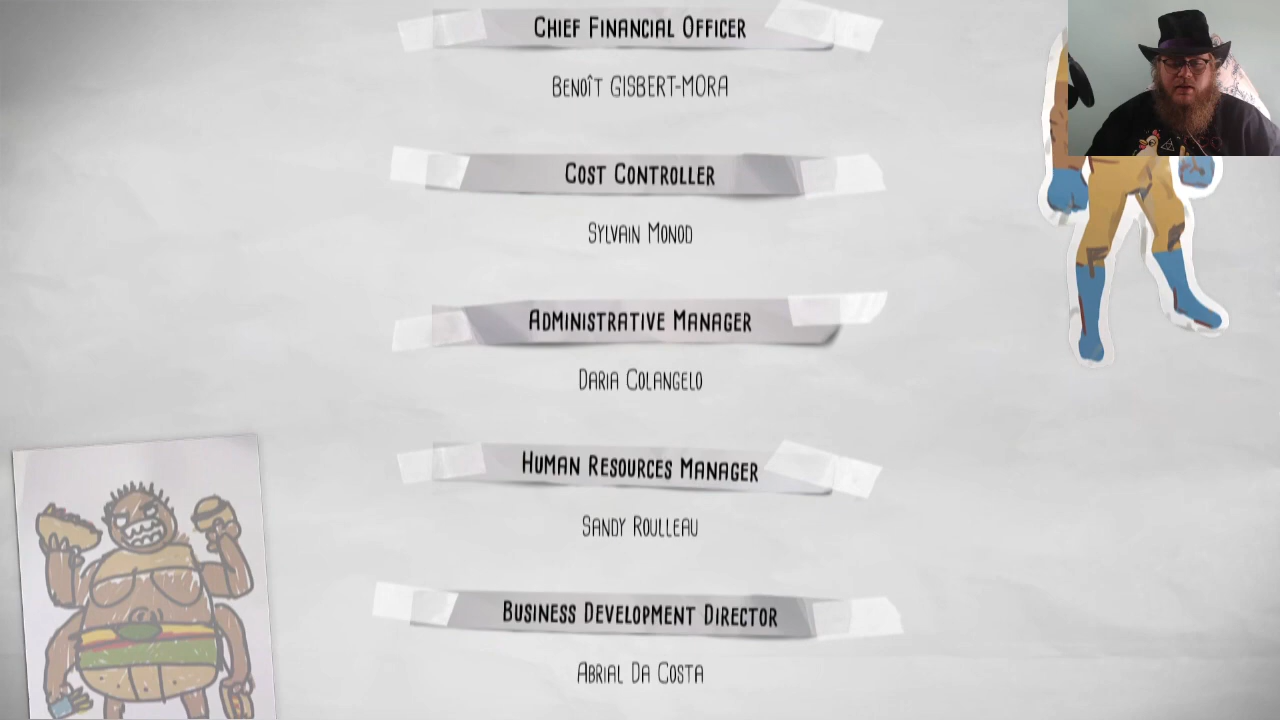 CHIEF FINANCIAL OFFICER
BENOÎT GISBERT-MORA
COST CONTROLLER
SYLVAIN MONOD
ADMINISTRATIVE MANAGER
DARIA COLANGELO
HUMAN RESOURCES MANAGER
SANDY ROULLEAU
BUSINESS DEVELOPMENT DIRECTOR
ABRIAL DA COSTA